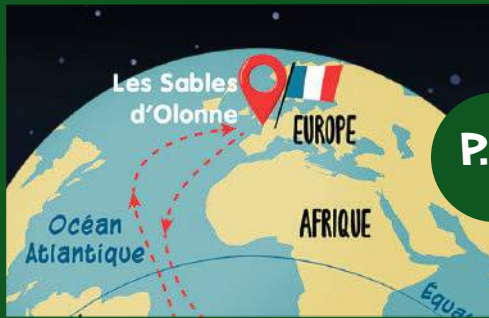 Les Sables
d'Olonne
EUROPE
P.
Océan
Atlantique
AFRIQUE